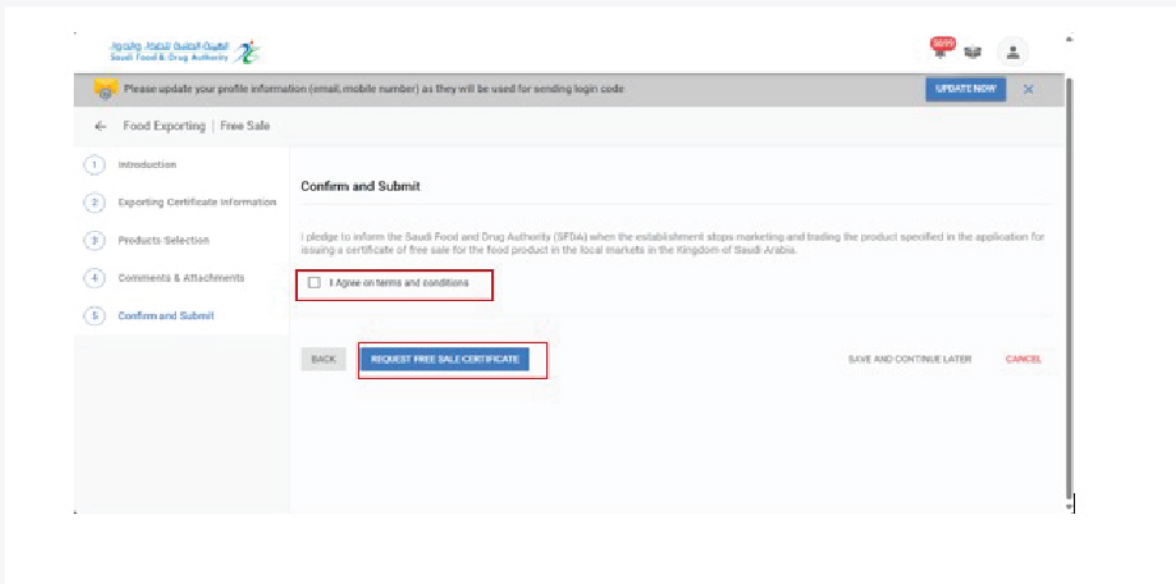 Saudi Food & Drug Authority
Please update your profile information (email, mobile number) as they will be used for sending login code
UPDATE NOW
Food Exporting | Free Sale
1 Introduction
2 Exporting Certificate Information
3 Products Selection
4 Comments & Attachments
5 Confirm and Submit
Confirm and Submit
I pledge to inform the Saudi Food and Drug Authority (SFDA) when the establishment stops marketing and trading the product specified in the application for
issuing a certificate of free sale for the food product in the local markets in the Kingdom of Saudi Arabia.
I Agree on terms and conditions
BACK
REQUEST FREE SALE CERTIFICATE
SAVE AND CONTINUE LATER
CANCEL